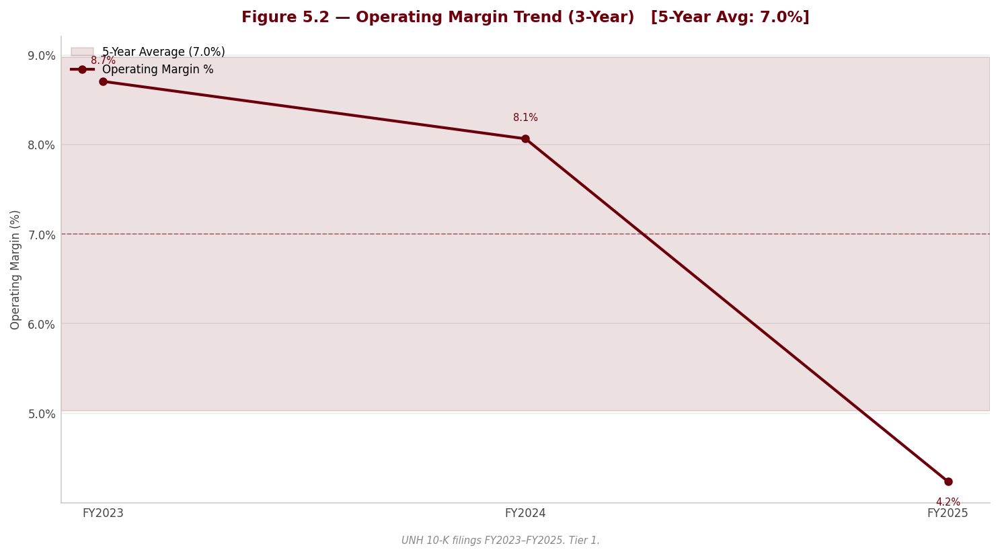 Figure 5.2 — Operating Margin Trend (3-Year)   [5-Year Avg: 7.0%]
5-Year Average (7.0%)
Operating Margin %
9.0%
8.0%
7.0%
6.0%
5.0%
Operating Margin (%)
8.7%
8.1%
4.2%
FY2023
FY2024
FY2025
UNH 10-K filings FY2023–FY2025. Tier 1.